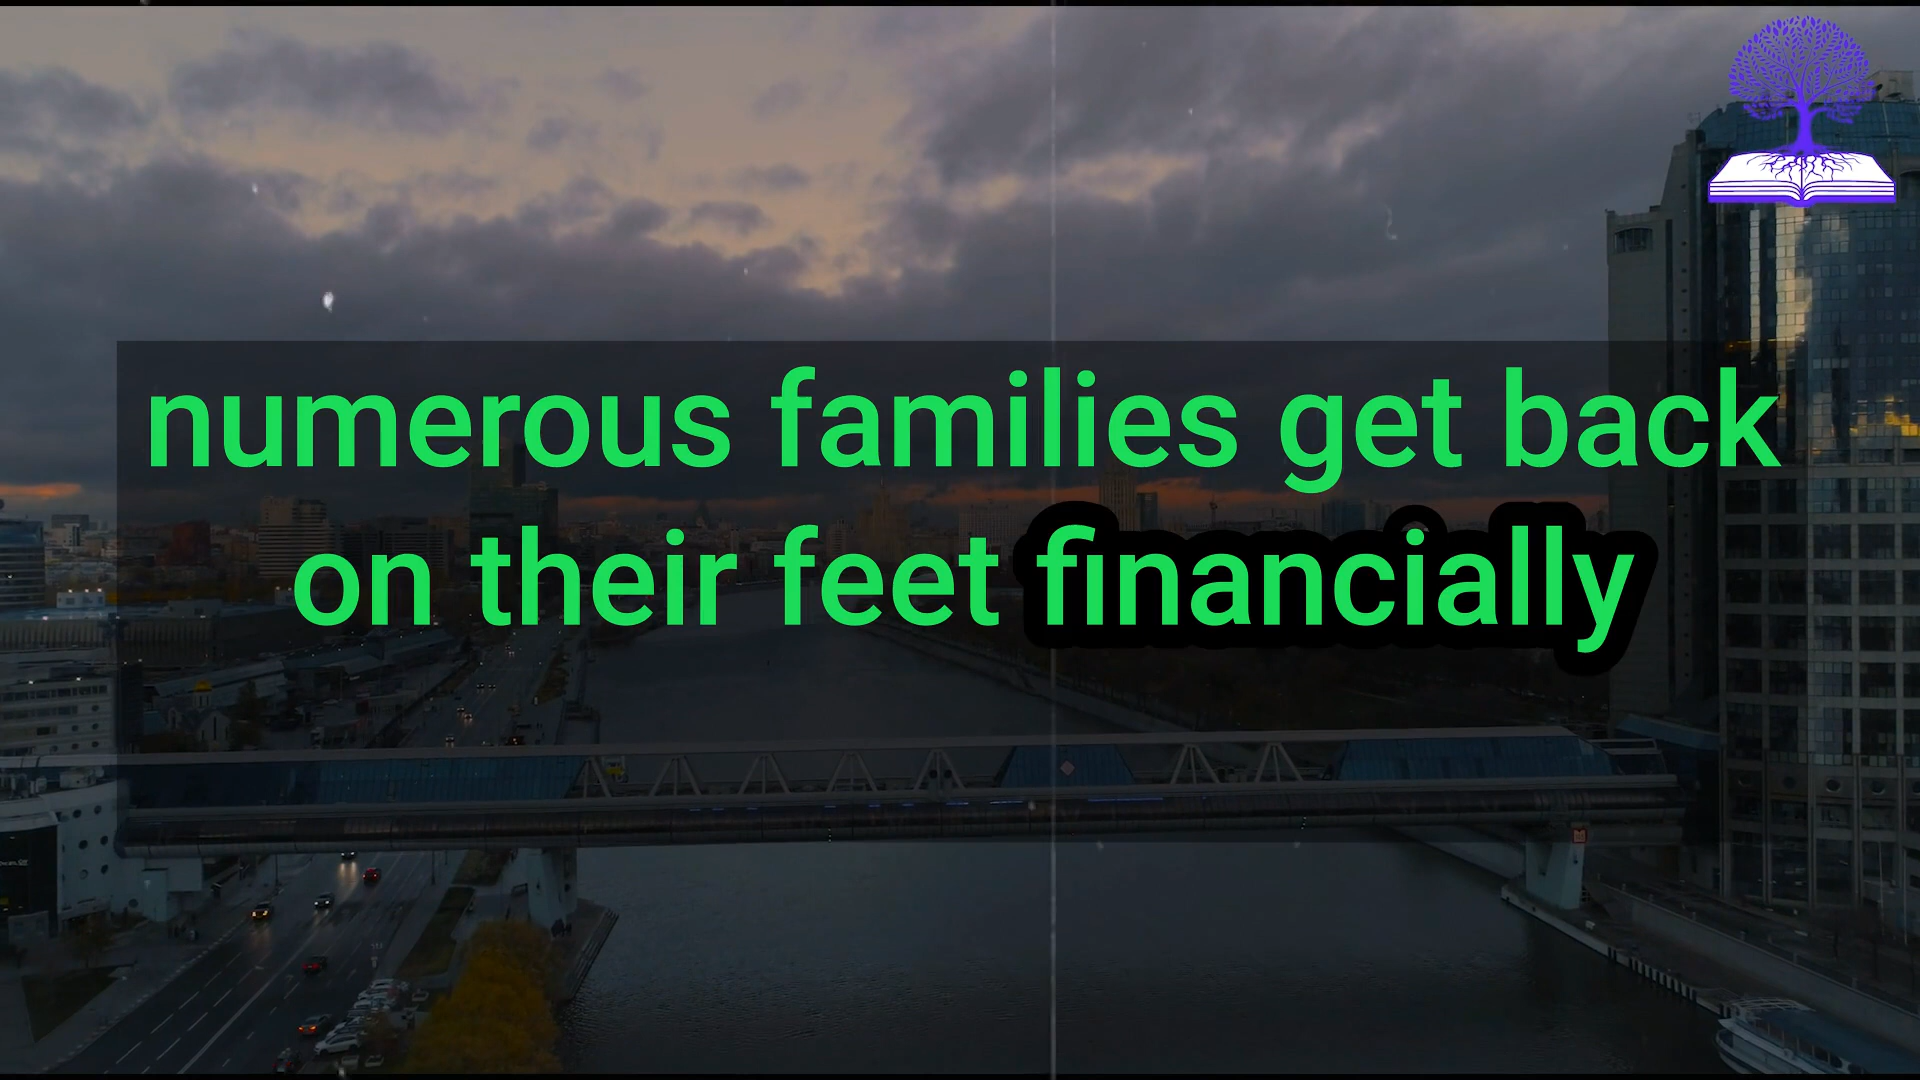 numerous families get back
on their feet financially